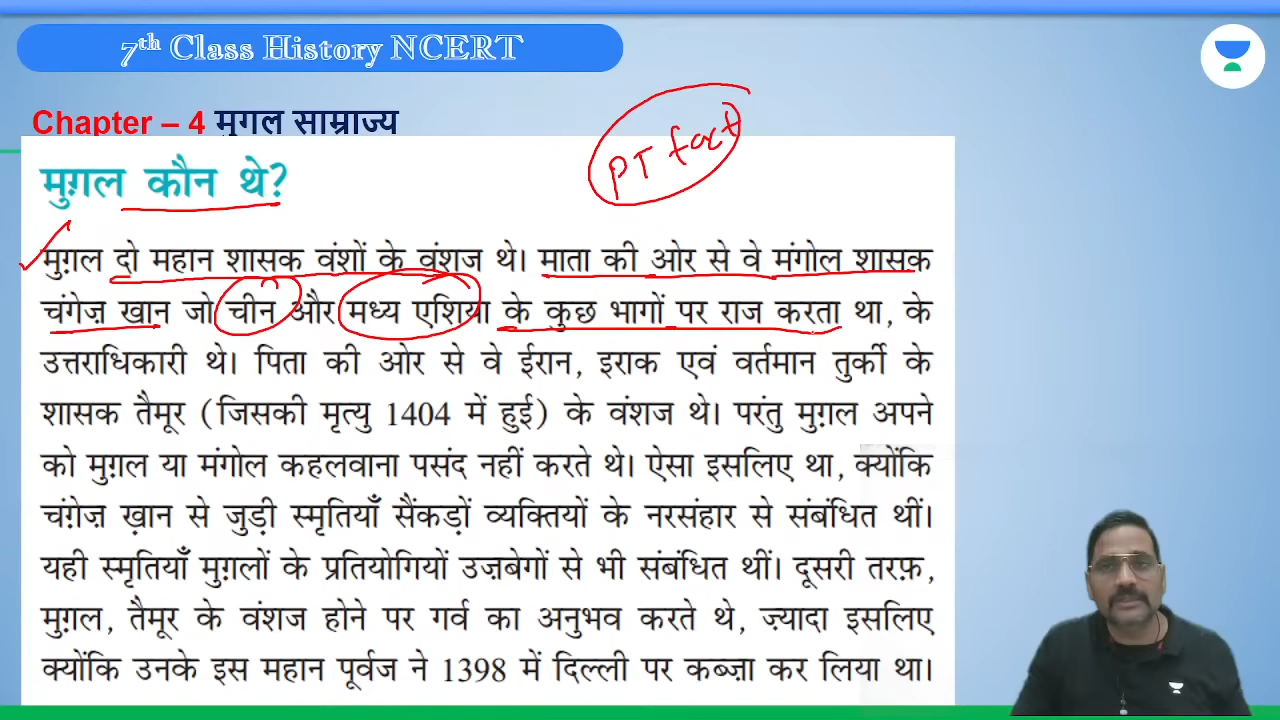 7th Class History NCERT
Chapter – 4 मुगल साम्राज्य
PT fact
मुग़ल कौन थे?
मुग़ल दो महान शासक वंशों के वंशज थे। माता की ओर से वे मंगोल शासक
चंगेज़ खान जो चीन और मध्य एशिया के कुछ भागों पर राज करता था, के
उत्तराधिकारी थे। पिता की ओर से वे ईरान, इराक एवं वर्तमान तुर्की के
शासक तैमूर (जिसकी मृत्यु 1404 में हुई) के वंशज थे। परंतु मुग़ल अपने
को मुग़ल या मंगोल कहलवाना पसंद नहीं करते थे। ऐसा इसलिए था, क्योंकि
चंग़ेज़ ख़ान से जुड़ी स्मृतियाँ सैंकड़ों व्यक्तियों के नरसंहार से संबंधित थीं।
यही स्मृतियाँ मुग़लों के प्रतियोगियों उज़बेगों से भी संबंधित थीं। दूसरी तरफ़,
मुग़ल, तैमूर के वंशज होने पर गर्व का अनुभव करते थे, ज़्यादा इसलिए
क्योंकि उनके इस महान पूर्वज ने 1398 में दिल्ली पर कब्ज़ा कर लिया था।